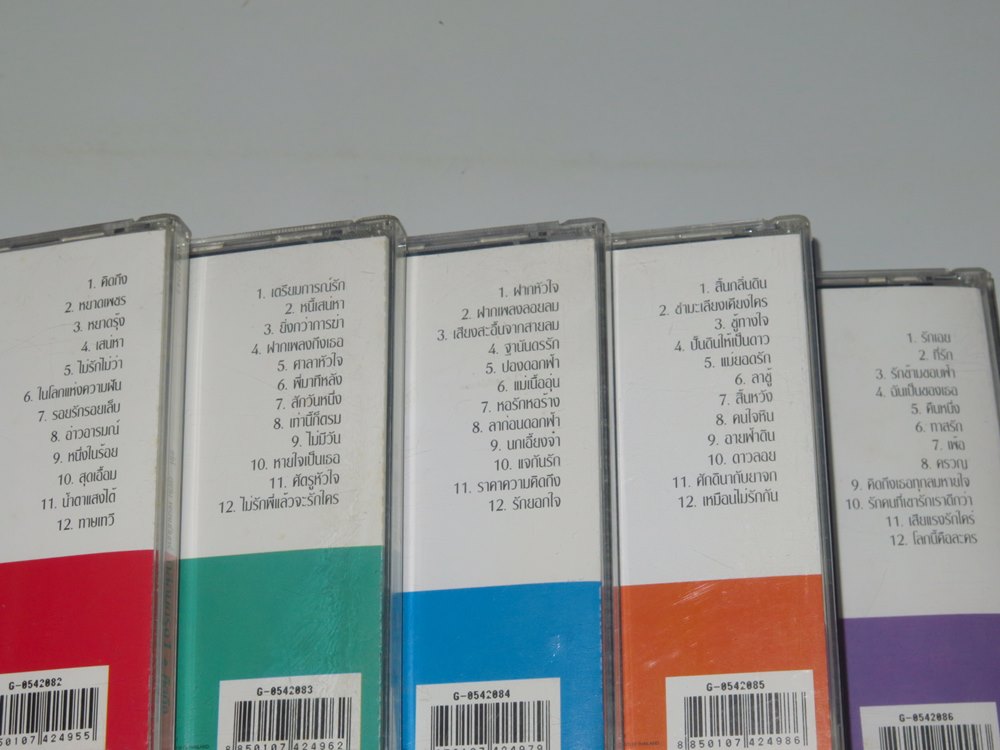 1. คิดถึง
2. หยาดเพชร
3. หยาดรุ้ง
4. เสน่หา
5. ไม่รักไม่ว่า
6. ในโลกแห่งความฝัน
7. รอยรักรอยเล็บ
8. อ่าวอารมณ์
9. หนึ่งในร้อย
10. สุดเอื้อม
11. น้ำตาแสงไต้
12. ทาษเทวี
G-0542082
107 424955
1. เตรียมการณ์รัก
2. หนี้เสน่หา
3. ยิ่งกว่าการฆ่า
4. ฝากเพลงถึงเธอ
5. ศาลาหัวใจ
6. พี่มาทีหลัง
7. สักวันหนึ่ง
8. เท่านี้ก็ตรม
9. ไม่มีวัน
10. หายใจเป็นเธอ
11. ศัตรูหัวใจ
12. ไม่รักพี่แล้วจะรักใคร
G-0542083
8 850107 424962
1. ฝากหัวใจ
2. ฝากเพลงลอยลม
3. เสียงสะอื้นจากสายลม
4. ฐานันดรรัก
5. ปองดอกฟ้า
6. แม่เนื้ออุ่น
7. หอรักหอร้าง
8. ลาก่อนดอกฟ้า
9. นกเอี้ยงจ๋า
10. แจกันรัก
11. ราคาความคิดถึง
12. รักยอกใจ
G-0542084
8 850107 424979
1. สิ้นกลิ่นดิน
2. ชำมะเลียงเคียงใคร
3. ชู้ทางใจ
4. ปั้นดินให้เป็นดาว
5. แม่ยอดรัก
6. ลาชู้
7. สิ้นหวัง
8. คนใจหิน
9. อายฟ้าดิน
10. ดาวลอย
11. ศักดินากับยาจก
12. เหมือนไม่รักกัน
G-0542085
8 850107 424986
1. รักเอย
2. ที่รัก
3. รักข้ามขอบฟ้า
4. ฉันเป็นของเธอ
5. คืนหนึ่ง
6. ทาสรัก
7. เพ้อ
8. ครวญ
9. คิดถึงเธอทุกลมหายใจ
10. รักคนที่เขารักเราดีกว่า
11. เสียแรงรักใคร่
12. โลกนี้คือละคร
G-0542086